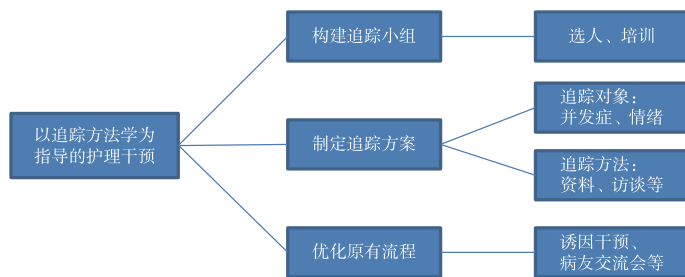 以追踪方法学为
指导的护理干预
构建追踪小组
选人、培训
制定追踪方案
追踪对象：
并发症、情绪
追踪方法：
资料、访谈等
优化原有流程
诱因干预、
病友交流会等